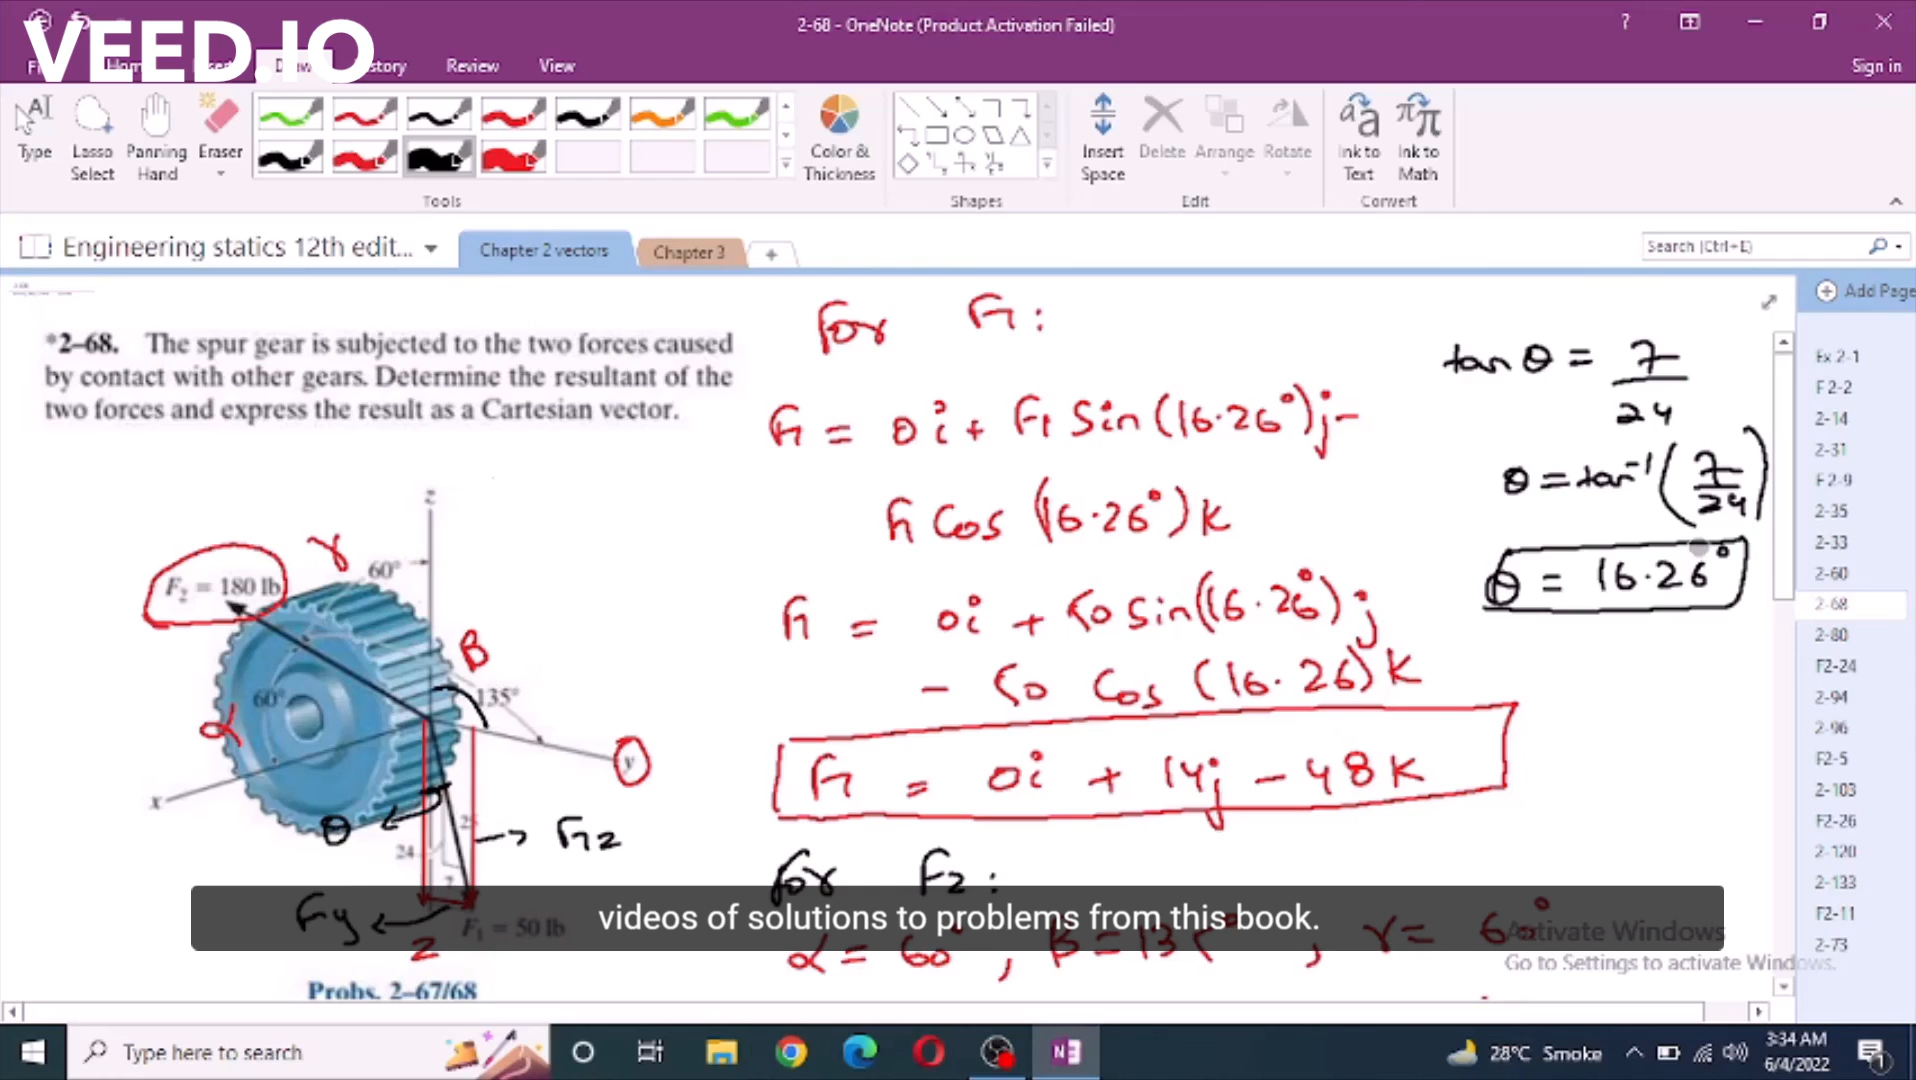 2-68 - OneNote (Product Activation Failed)
?
VEED.IO
Review
View
Sign in
Type
Lasso Select
Panning Hand
Eraser
Color & Thickness
Insert Space
Delete
Arrange
Rotate
Ink to Text
Ink to Math
Tools
Shapes
Edit
Convert
Engineering statics 12th edit...
Chapter 2 vectors
Chapter 3
+
Search (Ctrl+E)
Add Page
*2–68. The spur gear is subjected to the two forces caused
by contact with other gears. Determine the resultant of the
two forces and express the result as a Cartesian vector.
z
γ
60°
F₂ = 180 lb
B
135°
60°
α
y
x
θ
25
24
7
F1z
Fy
z
F₁ = 50 lb
Probs. 2–67/68
For F1:
F1 = 0i + F1 Sin(16.26°)j -
F1 Cos (16.26°)K
F1 = 0i + 50 sin(16.26°)j
- 50 Cos (16.26)K
F1 = 0i + 14j - 48K
for F2:
α = 60°, B = 135°, γ = 60°
tan θ = 7/24
θ = tan⁻¹(7/24)
θ = 16.26°
videos of solutions to problems from this book.
Activate Windows
Go to Settings to activate Windows.
Ex 2-1
F 2-2
2-14
2-31
F 2-9
2-35
2-33
2-60
2-68
2-80
F2-24
2-94
2-96
F2-5
2-103
F2-26
2-120
2-133
F2-11
2-73
Type here to search
28°C Smoke
3:34 AM
6/4/2022
1